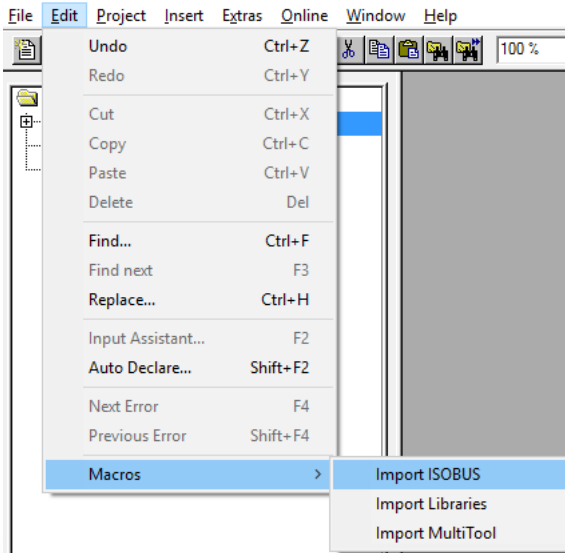 File Edit Project Insert Extras Online Window Help
100 %
Undo Ctrl+Z
Redo Ctrl+Y
Cut Ctrl+X
Copy Ctrl+C
Paste Ctrl+V
Delete Del
Find... Ctrl+F
Find next F3
Replace... Ctrl+H
Input Assistant... F2
Auto Declare... Shift+F2
Next Error F4
Previous Error Shift+F4
Macros >
Import ISOBUS
Import Libraries
Import MultiTool